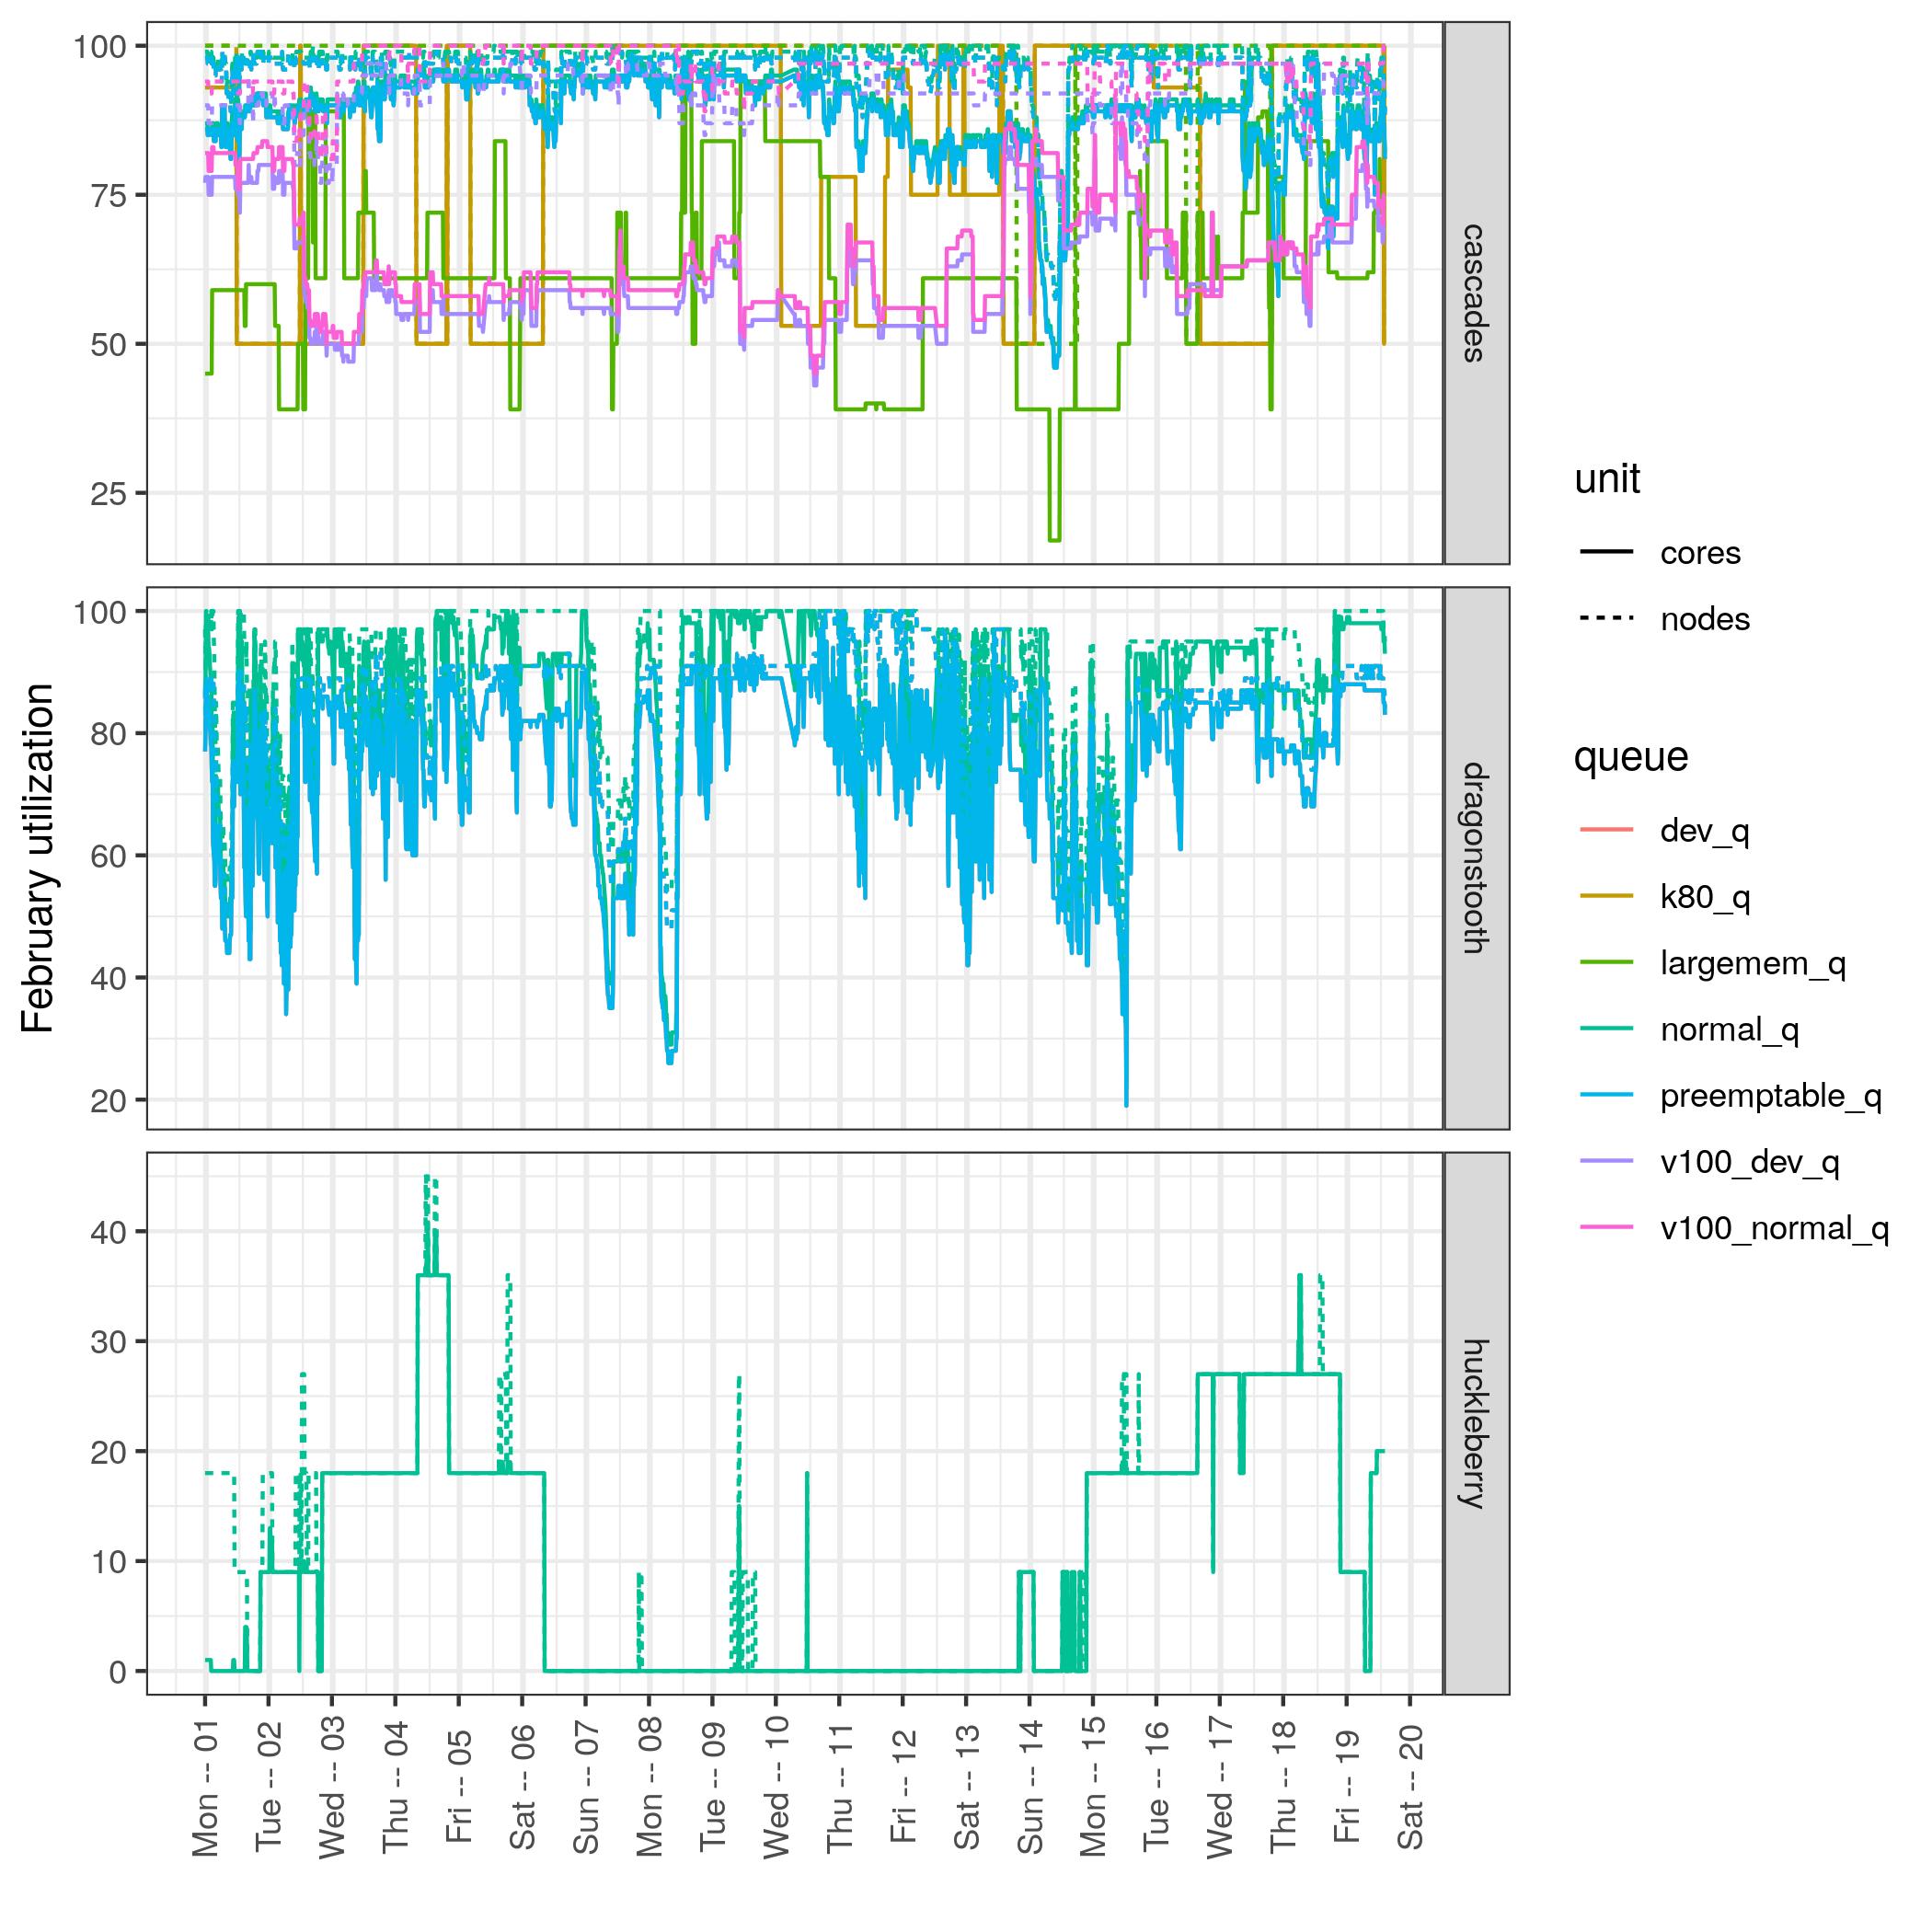 February utilization
100
75
50
25
cascades
100
80
60
40
20
dragonstooth
40
30
20
10
0
huckleberry
Mon -- 01
Tue -- 02
Wed -- 03
Thu -- 04
Fri -- 05
Sat -- 06
Sun -- 07
Mon -- 08
Tue -- 09
Wed -- 10
Thu -- 11
Fri -- 12
Sat -- 13
Sun -- 14
Mon -- 15
Tue -- 16
Wed -- 17
Thu -- 18
Fri -- 19
Sat -- 20
unit
cores
nodes
queue
dev_q
k80_q
largemem_q
normal_q
preemptable_q
v100_dev_q
v100_normal_q